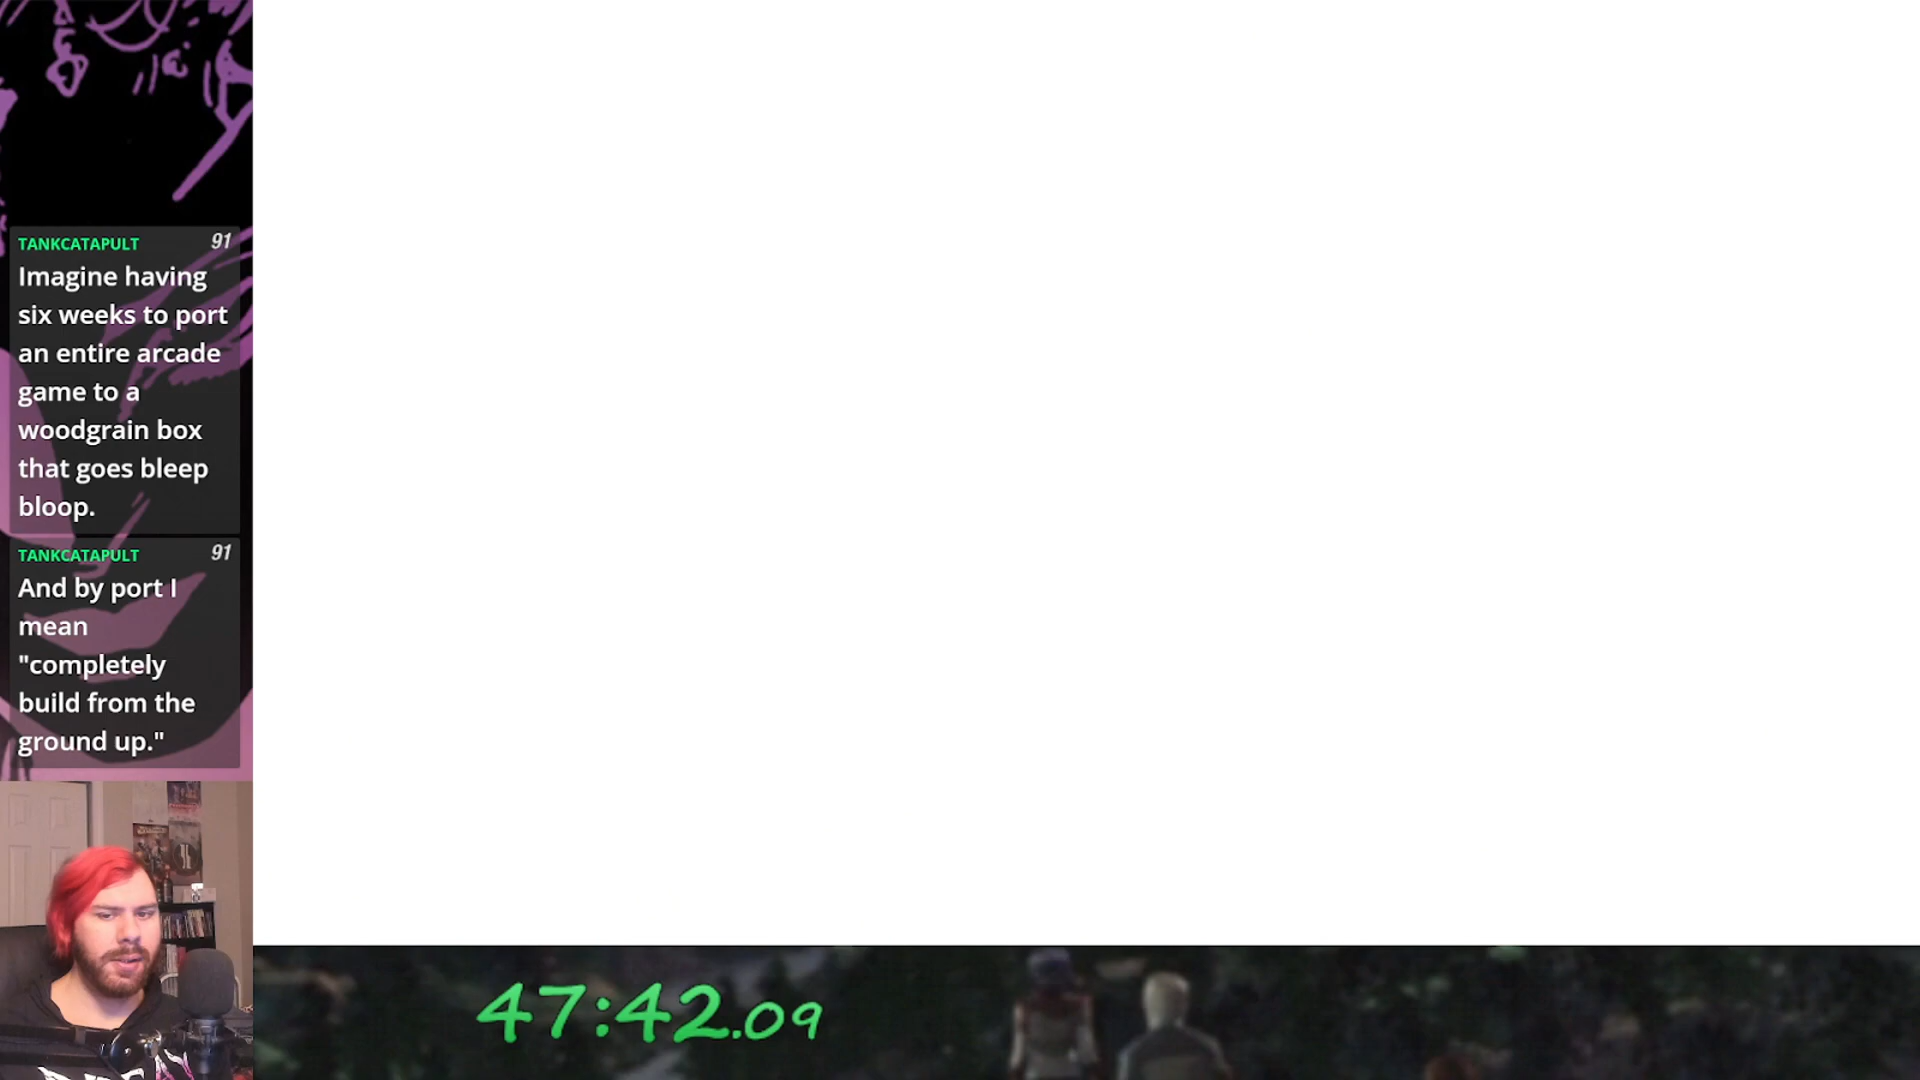 TANKCATAPULT 91
Imagine having
six weeks to port
an entire arcade
game to a
woodgrain box
that goes bleep
bloop.
TANKCATAPULT 91
And by port I
mean
"completely
build from the
ground up."
47:42.09